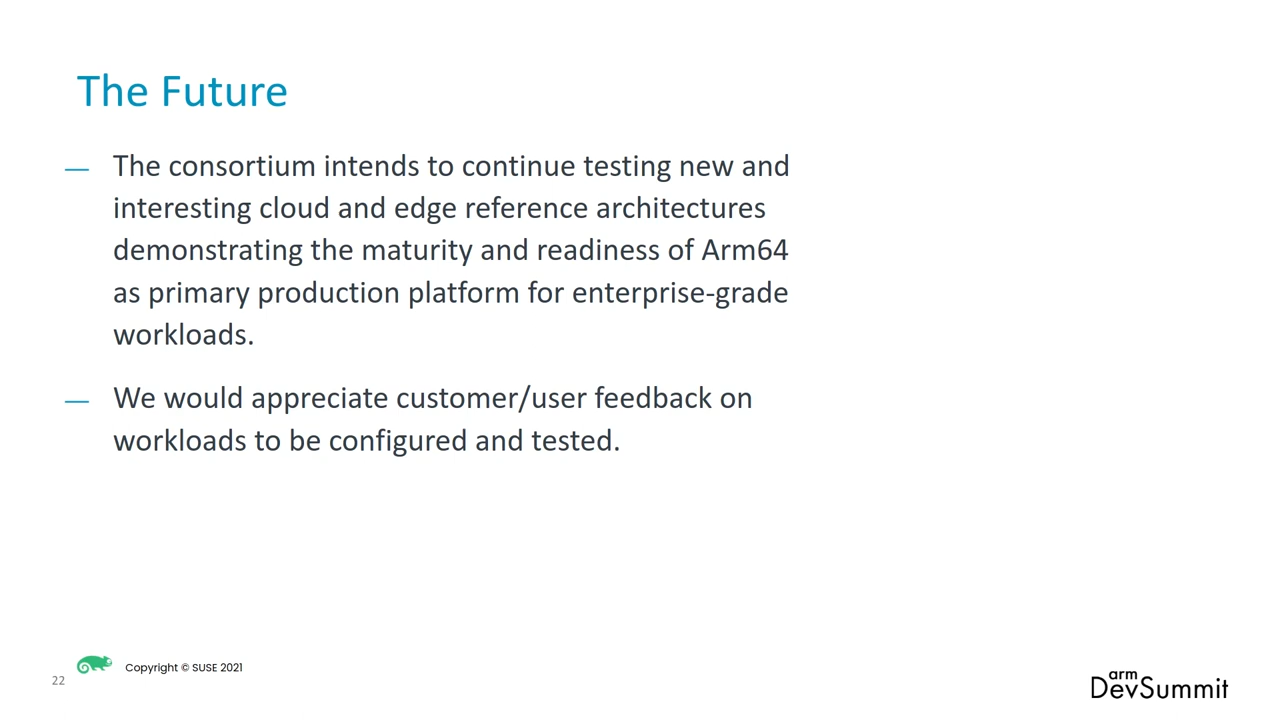 The Future
— The consortium intends to continue testing new and
interesting cloud and edge reference architectures
demonstrating the maturity and readiness of Arm64
as primary production platform for enterprise-grade
workloads.
— We would appreciate customer/user feedback on
workloads to be configured and tested.
Copyright © SUSE 2021
22
arm
DevSummit